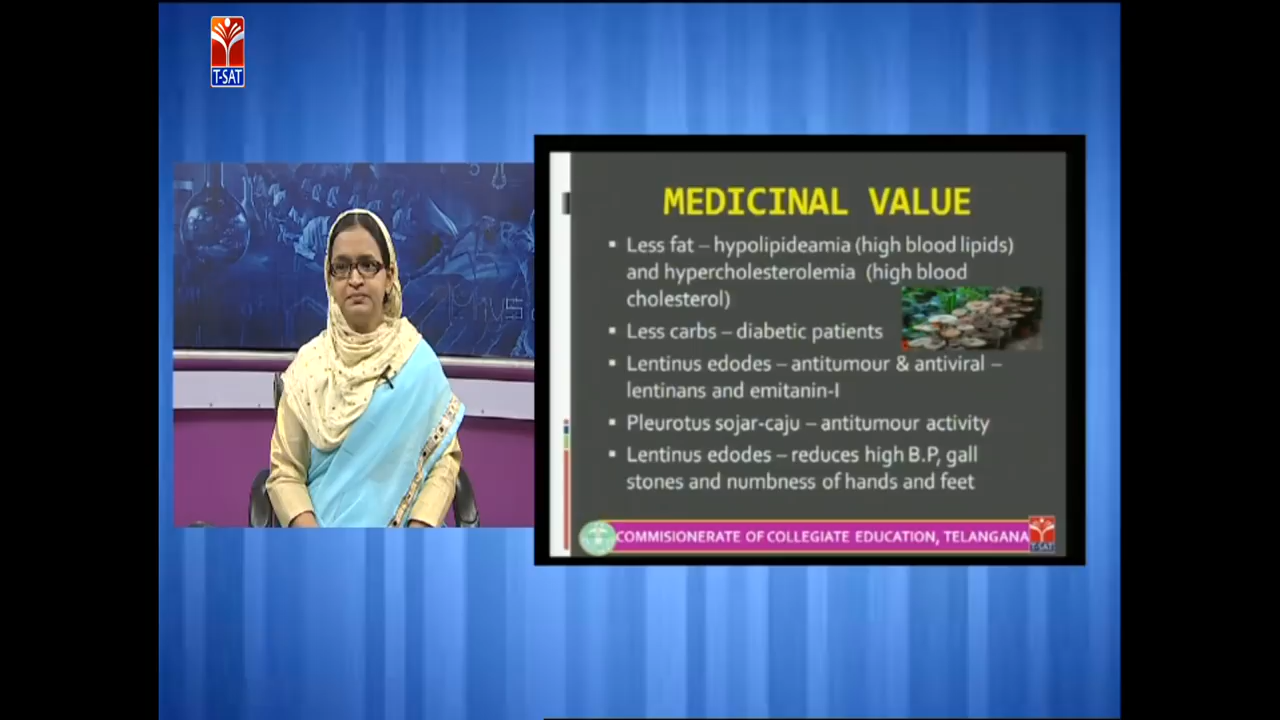 T-SAT
MEDICINAL VALUE
▪ Less fat – hypolipideamia (high blood lipids)
and hypercholesterolemia (high blood
cholesterol)
▪ Less carbs – diabetic patients
▪ Lentinus edodes – antitumour & antiviral –
lentinans and emitanin-I
▪ Pleurotus sojar-caju – antitumour activity
▪ Lentinus edodes – reduces high B.P, gall
stones and numbness of hands and feet
COMMISIONERATE OF COLLEGIATE EDUCATION, TELANGANA
T-SAT